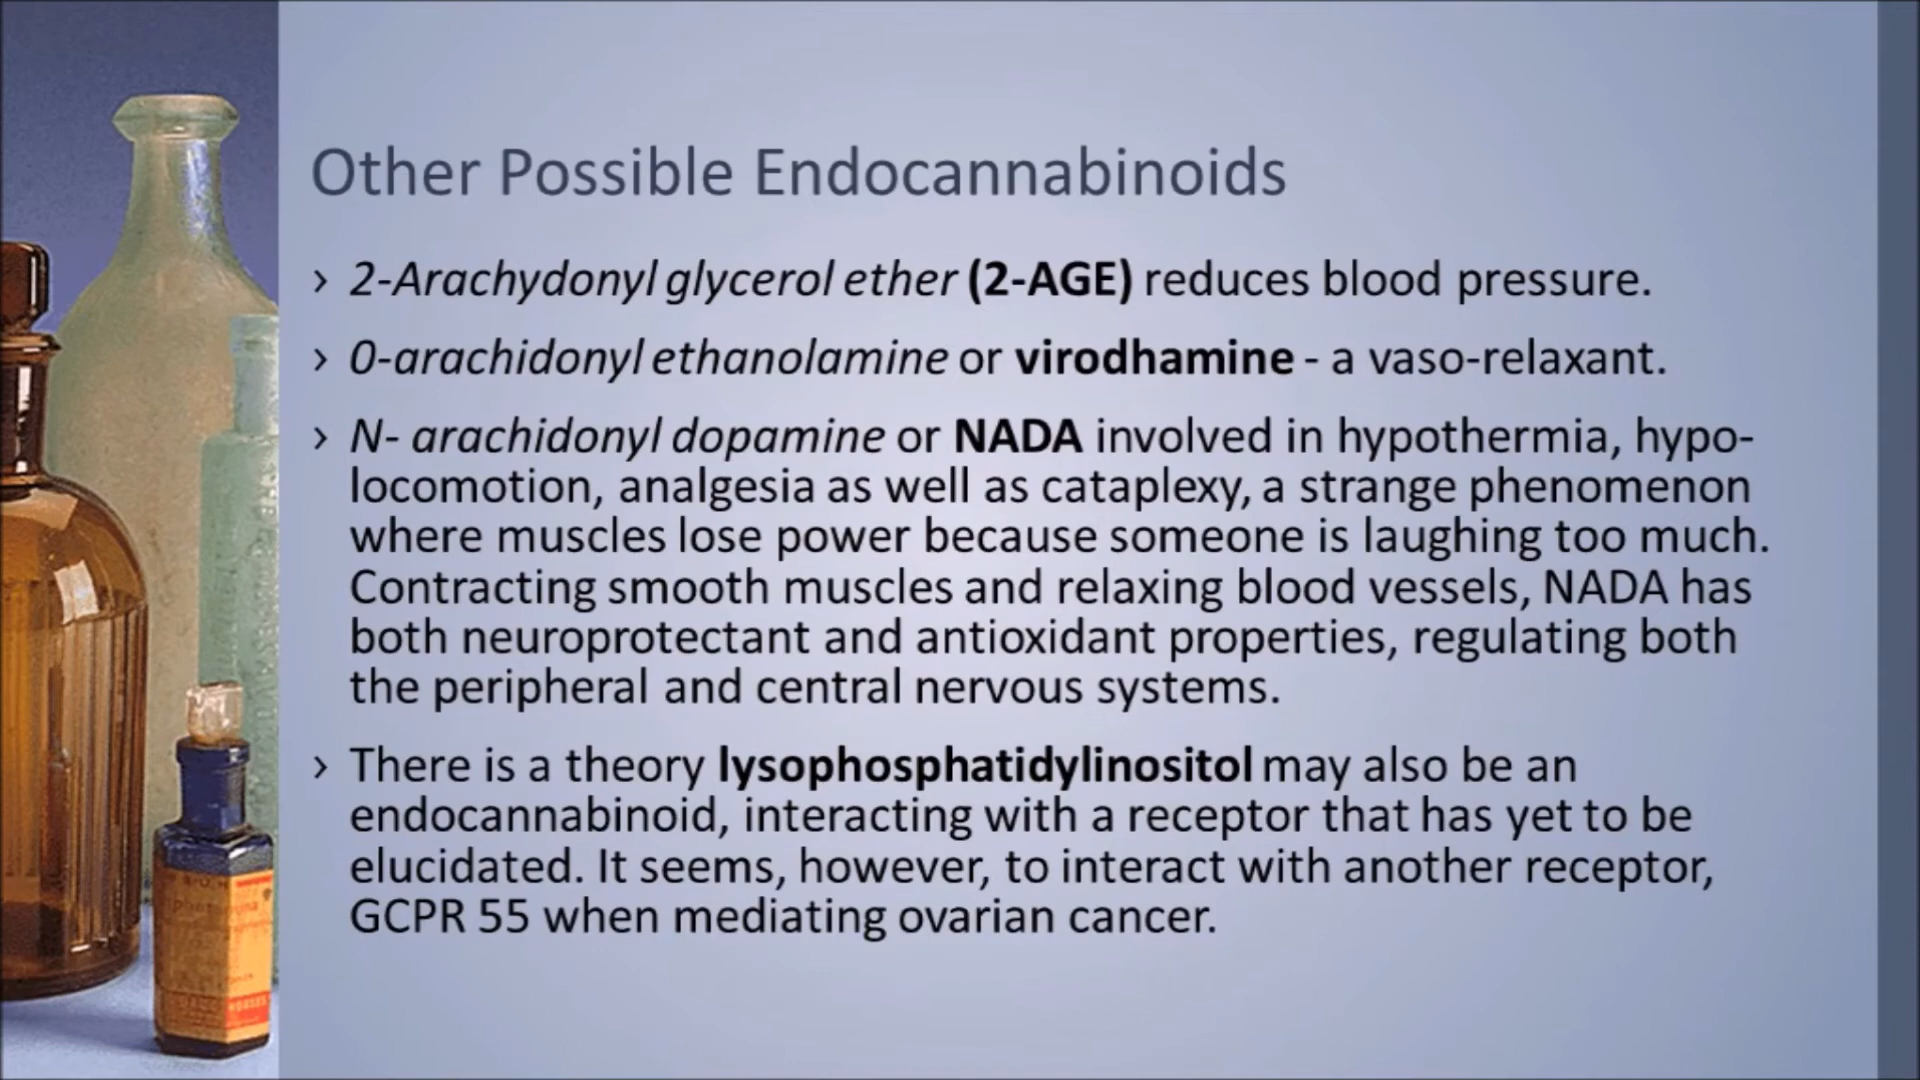 Other Possible Endocannabinoids
› 2-Arachydonyl glycerol ether (2-AGE) reduces blood pressure.
› 0-arachidonyl ethanolamine or virodhamine - a vaso-relaxant.
› N- arachidonyl dopamine or NADA involved in hypothermia, hypo-
locomotion, analgesia as well as cataplexy, a strange phenomenon
where muscles lose power because someone is laughing too much.
Contracting smooth muscles and relaxing blood vessels, NADA has
both neuroprotectant and antioxidant properties, regulating both
the peripheral and central nervous systems.
› There is a theory lysophosphatidylinositol may also be an
endocannabinoid, interacting with a receptor that has yet to be
elucidated. It seems, however, to interact with another receptor,
GCPR 55 when mediating ovarian cancer.